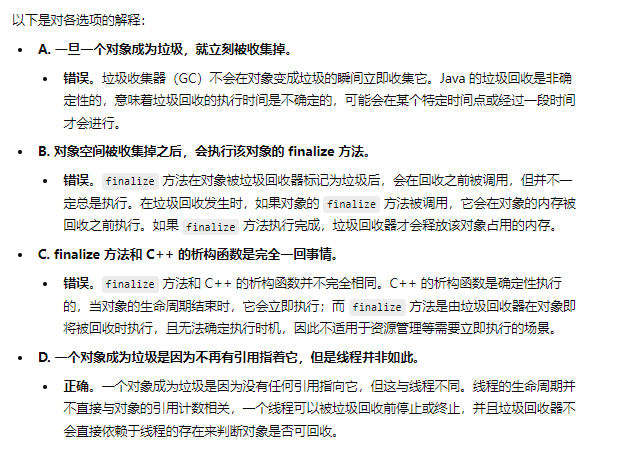 以下是对各选项的解释：
• A. 一旦一个对象成为垃圾，就立刻被收集掉。
• 错误。垃圾收集器（GC）不会在对象变成垃圾的瞬间立即收集它。Java 的垃圾回收是非确
定性的，意味着垃圾回收的执行时间是不确定的，可能会在某个特定时间点或经过一段时间
才会进行。
• B. 对象空间被收集掉之后，会执行该对象的 finalize 方法。
• 错误。finalize 方法在对象被垃圾回收器标记为垃圾后，会在回收之前被调用，但并不一
定总是执行。在垃圾回收发生时，如果对象的 finalize 方法被调用，它会在对象的内存被
回收之前执行。如果 finalize 方法执行完成，垃圾回收器才会释放该对象占用的内存。
• C. finalize 方法和 C++ 的析构函数是完全一回事情。
• 错误。finalize 方法和 C++ 的析构函数并不完全相同。C++ 的析构函数是确定性执行
的，当对象的生命周期结束时，它会立即执行；而 finalize 方法是由垃圾回收器在对象即
将被回收时执行，且无法确定执行时机，因此不适用于资源管理等需要立即执行的场景。
• D. 一个对象成为垃圾是因为不再有引用指着它，但是线程并非如此。
• 正确。一个对象成为垃圾是因为没有任何引用指向它，但这与线程不同。线程的生命周期并
不直接与对象的引用计数相关，一个线程可以被垃圾回收前停止或终止，并且垃圾回收器不
会直接依赖于线程的存在来判断对象是否可回收。